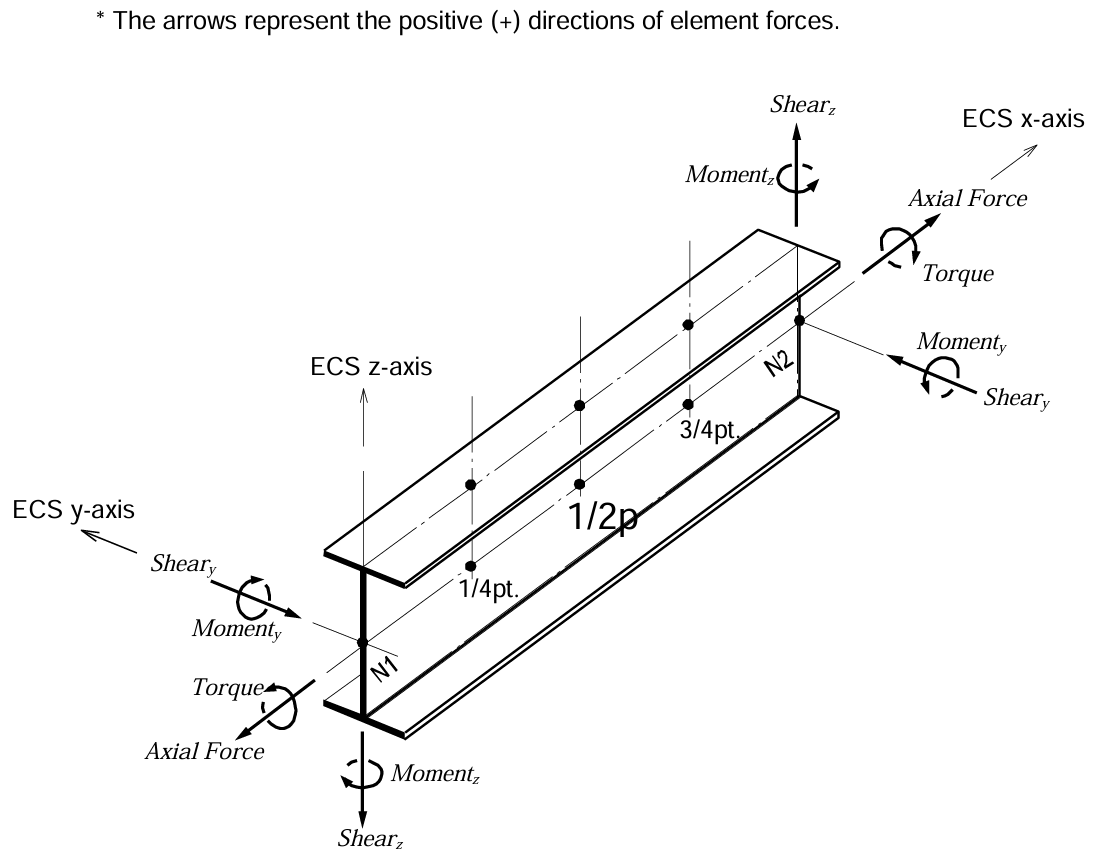 * The arrows represent the positive (+) directions of element forces.
Shear_z
ECS x-axis
Moment_z
Axial Force
Torque
Moment_y
N2
ECS z-axis
Shear_y
3/4pt.
ECS y-axis
1/2p
Shear_y
1/4pt.
Moment_y
N1
Torque
Axial Force
Moment_z
Shear_z